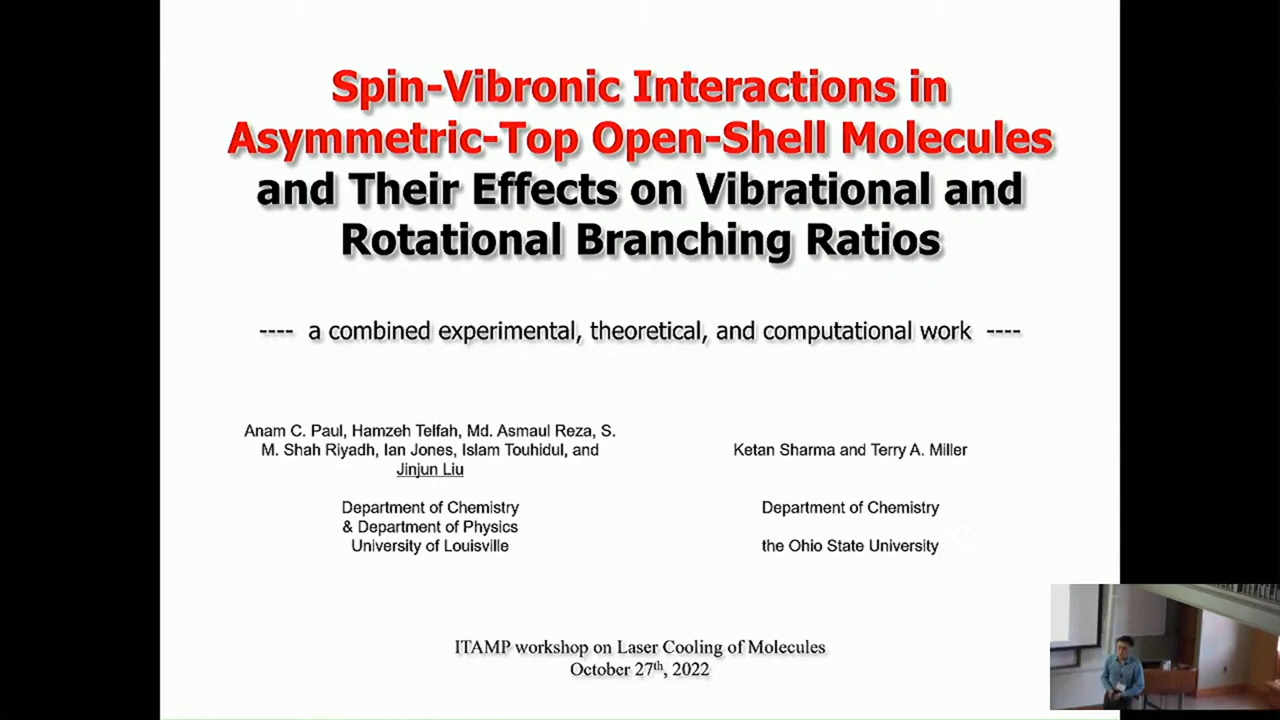 Spin-Vibronic Interactions in
Asymmetric-Top Open-Shell Molecules
and Their Effects on Vibrational and
Rotational Branching Ratios
---- a combined experimental, theoretical, and computational work ----
Anam C. Paul, Hamzeh Telfah, Md. Asmaul Reza, S.
M. Shah Riyadh, Ian Jones, Islam Touhidul, and
Jinjun Liu
Department of Chemistry
& Department of Physics
University of Louisville
Ketan Sharma and Terry A. Miller
Department of Chemistry
the Ohio State University
ITAMP workshop on Laser Cooling of Molecules
October 27th, 2022